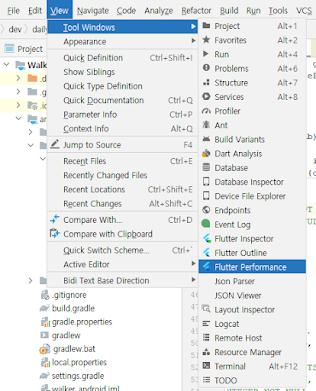 File Edit View Navigate Code Analyze Refactor Build Run Tools VCS
dev daily
Tool Windows
Appearance
Quick Definition Ctrl+Shift+I
Show Siblings
Quick Type Definition
Quick Documentation Ctrl+Q
Parameter Info Ctrl+P
Context Info Alt+Q
Jump to Source F4
Recent Files Ctrl+E
Recently Changed Files
Recent Locations Ctrl+Shift+E
Recent Changes Alt+Shift+C
Compare With... Ctrl+D
Compare with Clipboard
Quick Switch Scheme... Ctrl+`
Active Editor
Bidi Text Base Direction
Project Alt+1
Favorites Alt+2
Run Alt+4
Problems Alt+6
Structure Alt+7
Services Alt+8
Profiler
Ant
Build Variants
Dart Analysis
Database
Database Inspector
Device File Explorer
Endpoints
Event Log
Flutter Inspector
Flutter Outline
Flutter Performance
Json Parser
JSON Viewer
Layout Inspector
Logcat
Remote Host
Resource Manager
Terminal Alt+F12
TODO
Project
Walk
.gitignore
build.gradle
gradle.properties
gradlew
gradlew.bat
local.properties
settings.gradle
walker_android.iml